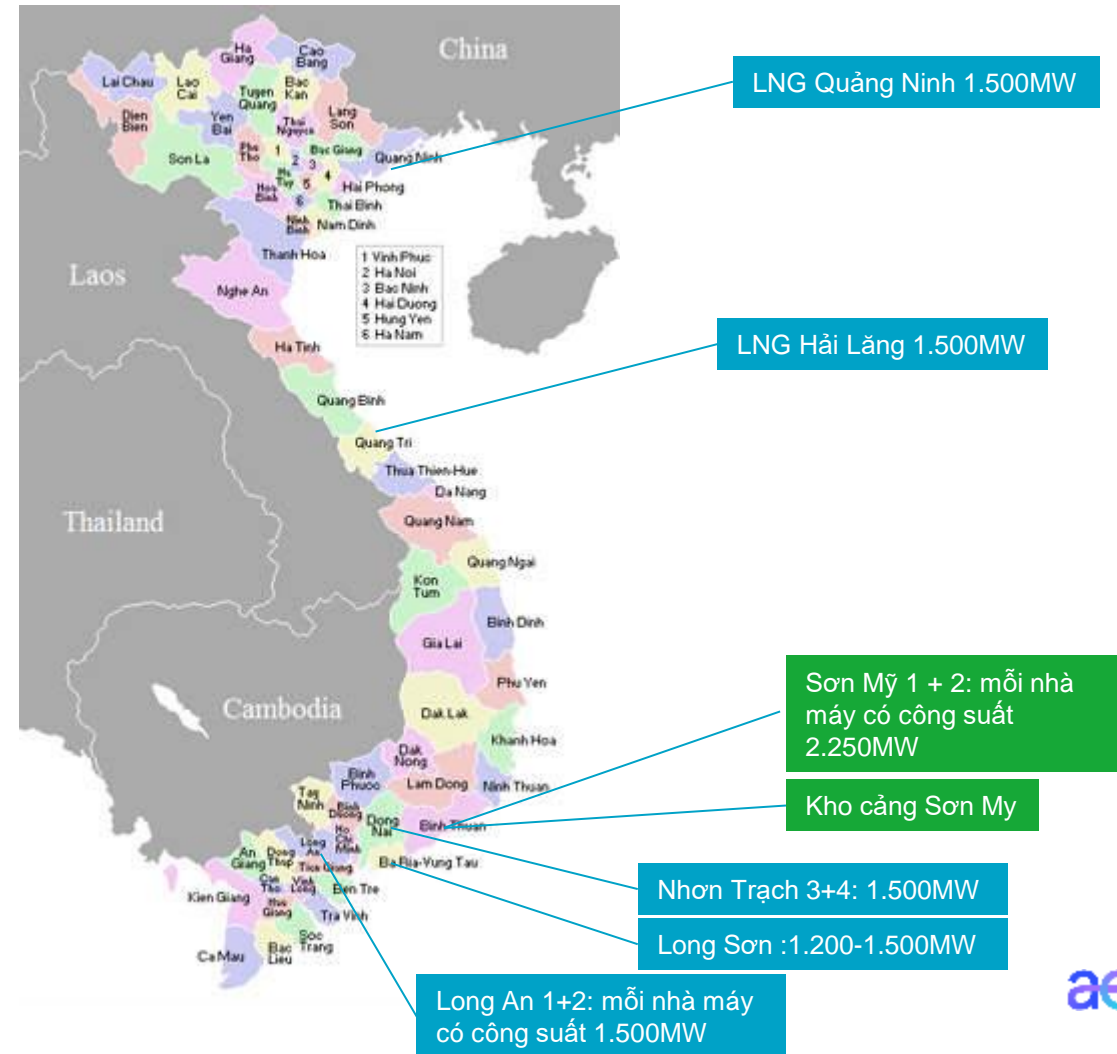 China
Ha
Giang
Cao
Bang
Lai Chau
Lao
Cai
Tuyen
Quang
Bac
Kan
LNG Quảng Ninh 1.500MW
Dien
Bien
Yen
Bai
Thai
Nguyen
Lang
Son
Son La
Phu
Tho
1
2
3
Bac Giang
Quang Ninh
Ha
Tay
5
4
Hoa
Binh
6
Hai Phong
Thai Binh
Ninh
Binh
Nam Dinh
Thanh Hoa
1 Vinh Phuc
2 Ha Noi
3 Bac Ninh
4 Hai Duong
5 Hung Yen
6 Ha Nam
Laos
Nghe An
Ha Tinh
LNG Hải Lăng 1.500MW
Quang Binh
Quang Tri
Thua Thien-Hue
Da Nang
Thailand
Quang Nam
Quang Ngai
Kon
Tum
Binh Dinh
Gia Lai
Phu Yen
Sơn Mỹ 1 + 2: mỗi nhà
máy có công suất
2.250MW
Cambodia
Dak Lak
Khanh Hoa
Dak
Nong
Binh
Phuoc
Lam Dong
Ninh Thuan
Tay
Ninh
Binh
Duong
Dong
Nai
Binh Thuan
Kho cảng Sơn My
Ho
Chi
Minh
Long
An
An
Giang
Dong
Thap
Tien Giang
Ba Ria-Vung Tau
Can
Tho
Vinh
Long
Ben Tre
Nhơn Trạch 3+4: 1.500MW
Kien Giang
Hau
Giang
Tra Vinh
Soc
Trang
Long Sơn :1.200-1.500MW
Ca Mau
Bac
Lieu
Long An 1+2: mỗi nhà máy
có công suất 1.500MW
ae